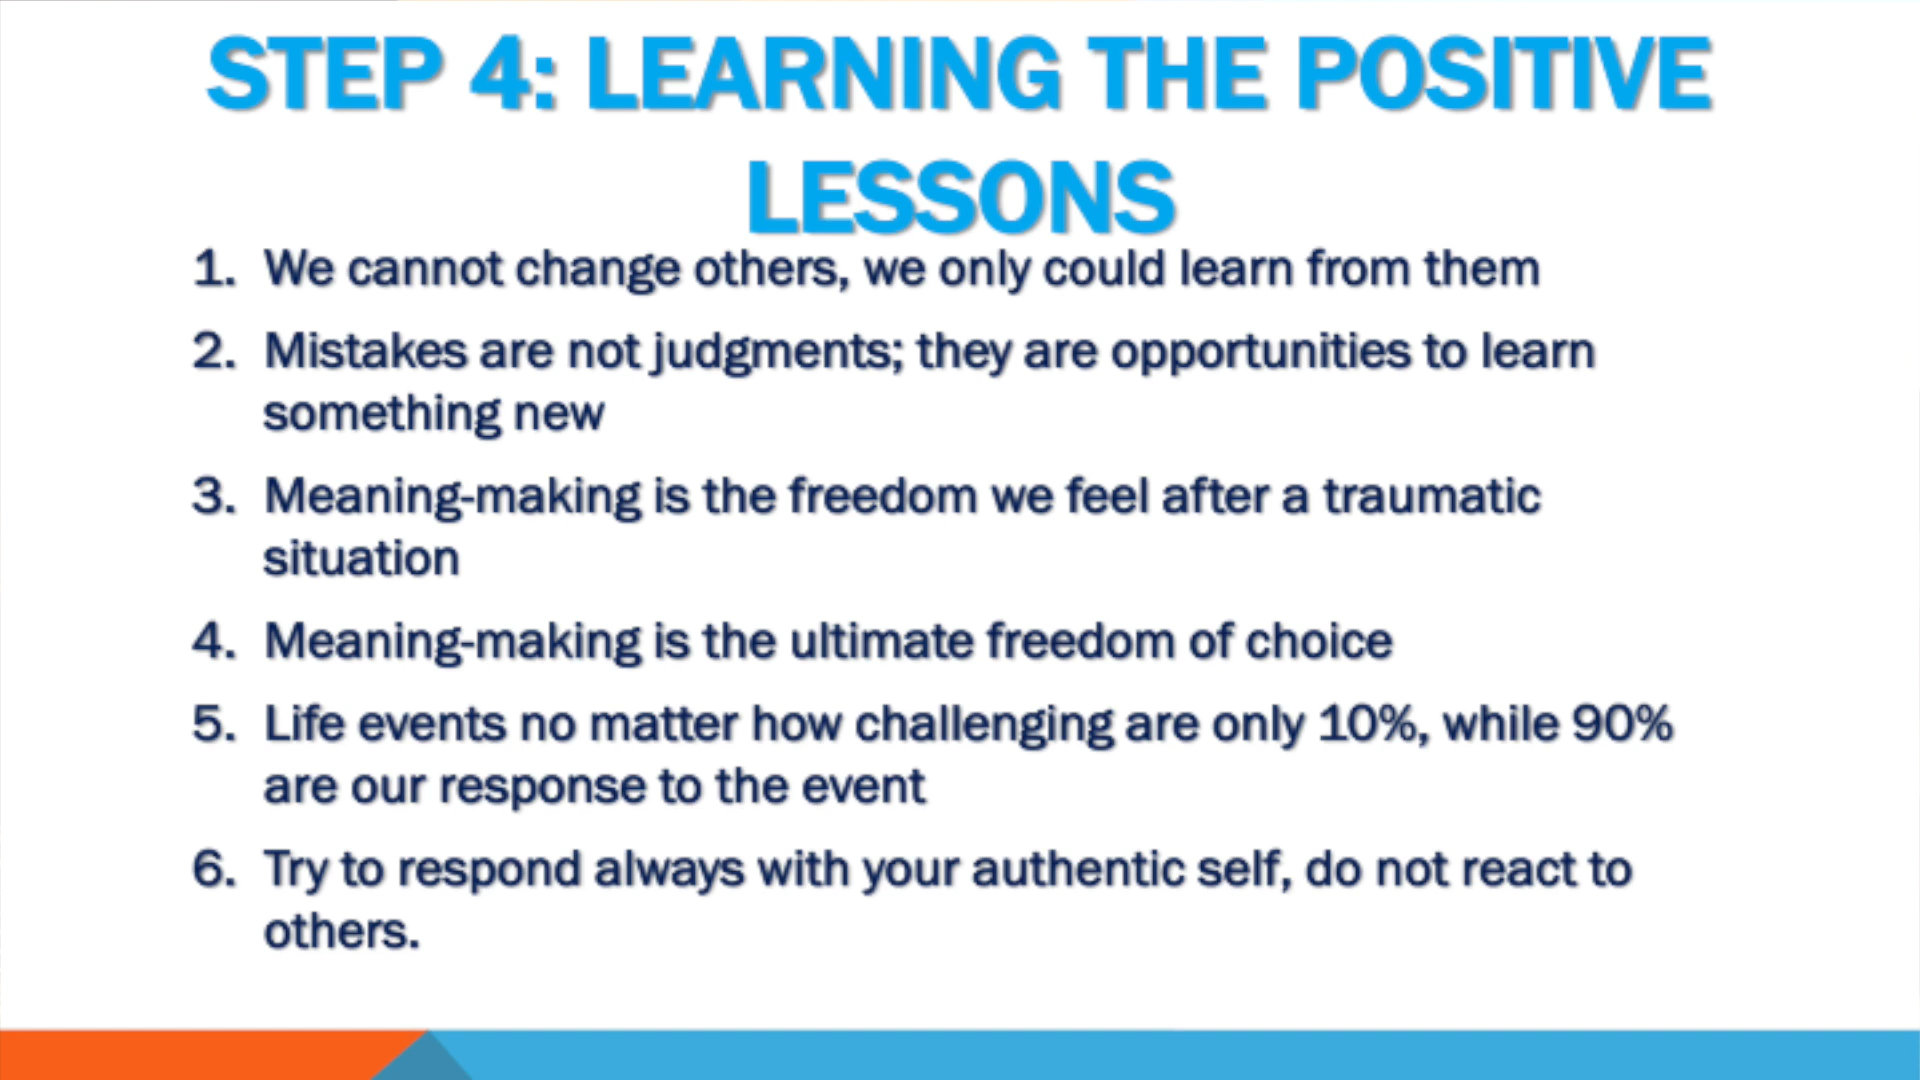 STEP 4: LEARNING THE POSITIVE
LESSONS
1. We cannot change others, we only could learn from them
2. Mistakes are not judgments; they are opportunities to learn
something new
3. Meaning-making is the freedom we feel after a traumatic
situation
4. Meaning-making is the ultimate freedom of choice
5. Life events no matter how challenging are only 10%, while 90%
are our response to the event
6. Try to respond always with your authentic self, do not react to
others.